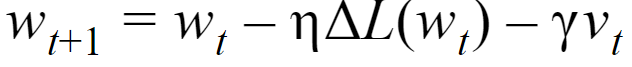 w_{t+1} = w_t − ηΔL(w_t) − γv_t